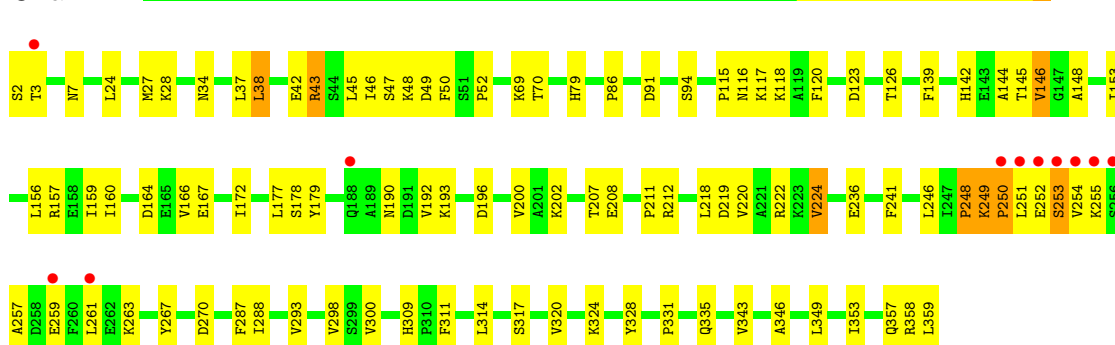 S2 T3 N7 L24 M27 K28 N34 L37 L38 E42 R43 S44 L45 I46 S47 K48 D49 F50 S51 P52 K69 T70 H79 P86 D91 S94 P115 N116 K117 K118 A119 F120 D123 T126 F139 H142 E143 A144 T145 V146 G147 A148 I153
L156 R157 E158 I159 I160 D164 E165 V166 E167 I172 L177 S178 Y179 Q188 A189 N190 D191 V192 K193 D196 V200 A201 K202 T207 E208 P211 R212 L218 D219 V220 A221 R222 K223 V224 E236 F241 L246 I247 P248 K249 P250 L251 E252 S253 V254 K255 S256
A257 D258 E259 F260 L261 E262 K263 Y267 D270 F287 I288 V293 V298 S299 V300 H309 P310 F311 L314 S317 V320 K324 Y328 P331 Q335 V343 A346 L349 I353 Q357 R358 L359